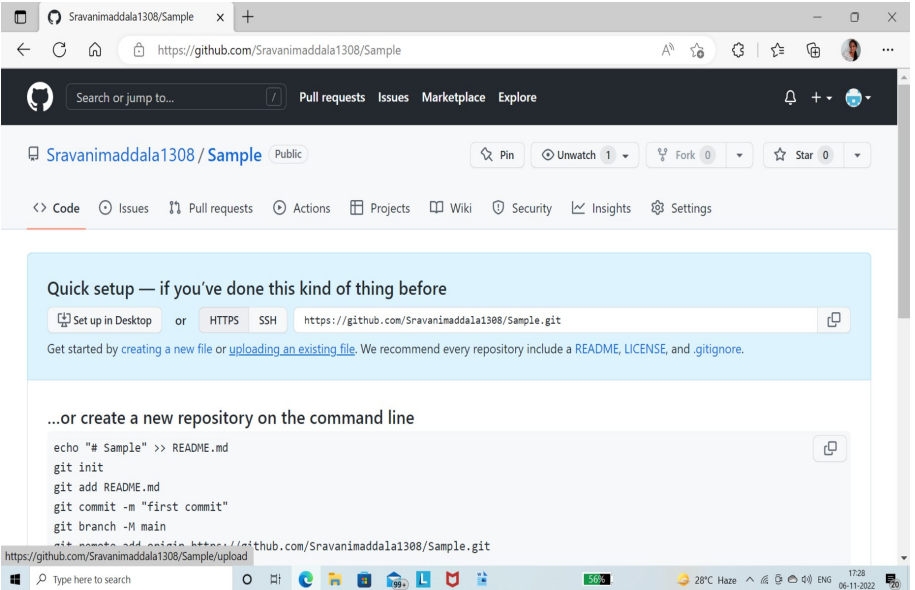 Sravanimaddala1308/Sample
https://github.com/Sravanimaddala1308/Sample
Search or jump to... / Pull requests Issues Marketplace Explore
Sravanimaddala1308 / Sample Public Pin Unwatch 1 Fork 0 Star 0
<> Code Issues Pull requests Actions Projects Wiki Security Insights Settings
Quick setup — if you've done this kind of thing before
Set up in Desktop or HTTPS SSH https://github.com/Sravanimaddala1308/Sample.git
Get started by creating a new file or uploading an existing file. We recommend every repository include a README, LICENSE, and .gitignore.
...or create a new repository on the command line
echo "# Sample" >> README.md
git init
git add README.md
git commit -m "first commit"
git branch -M main
git remote add origin https://github.com/Sravanimaddala1308/Sample.git
https://github.com/Sravanimaddala1308/Sample/upload
Type here to search 99+ L 56% 28°C Haze ENG 17:28
06-11-2022 20